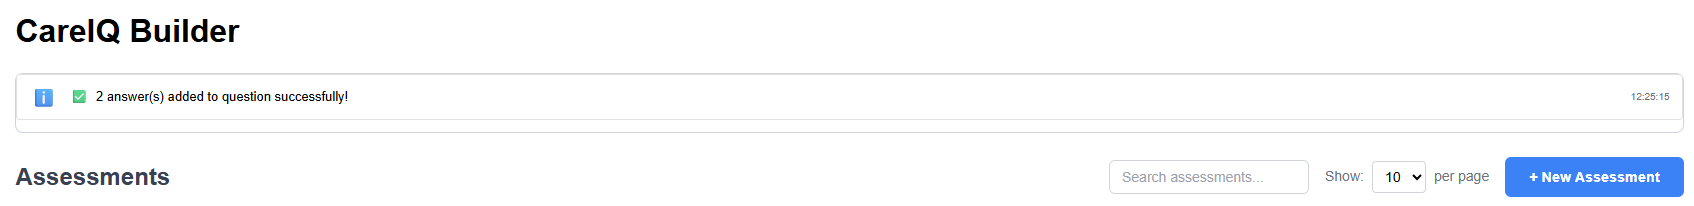 CareIQ Builder
2 answer(s) added to question successfully! 12:25:15
Assessments Search assessments... Show: 10 per page + New Assessment